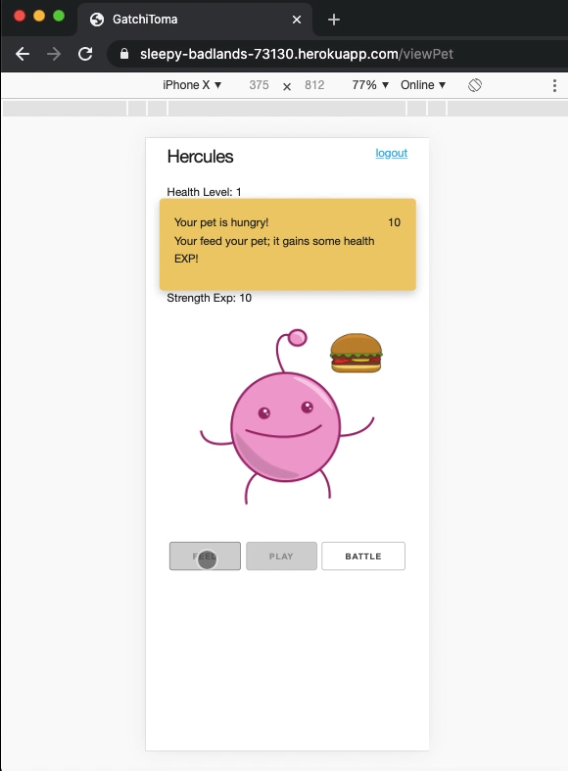 GatchiToma
sleepy-badlands-73130.herokuapp.com/viewPet
iPhone X ▼ 375 × 812 77% ▼ Online ▼
Hercules logout
Health Level: 1
Your pet is hungry! 10
Your feed your pet; it gains some health
EXP!
Strength Exp: 10
PLAY BATTLE